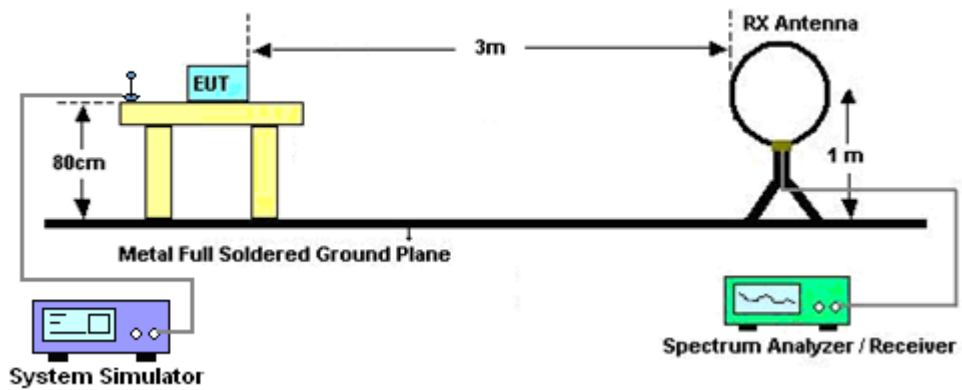 RX Antenna
3m
EUT
80cm
1 m
Metal Full Soldered Ground Plane
Spectrum Analyzer / Receiver
System Simulator